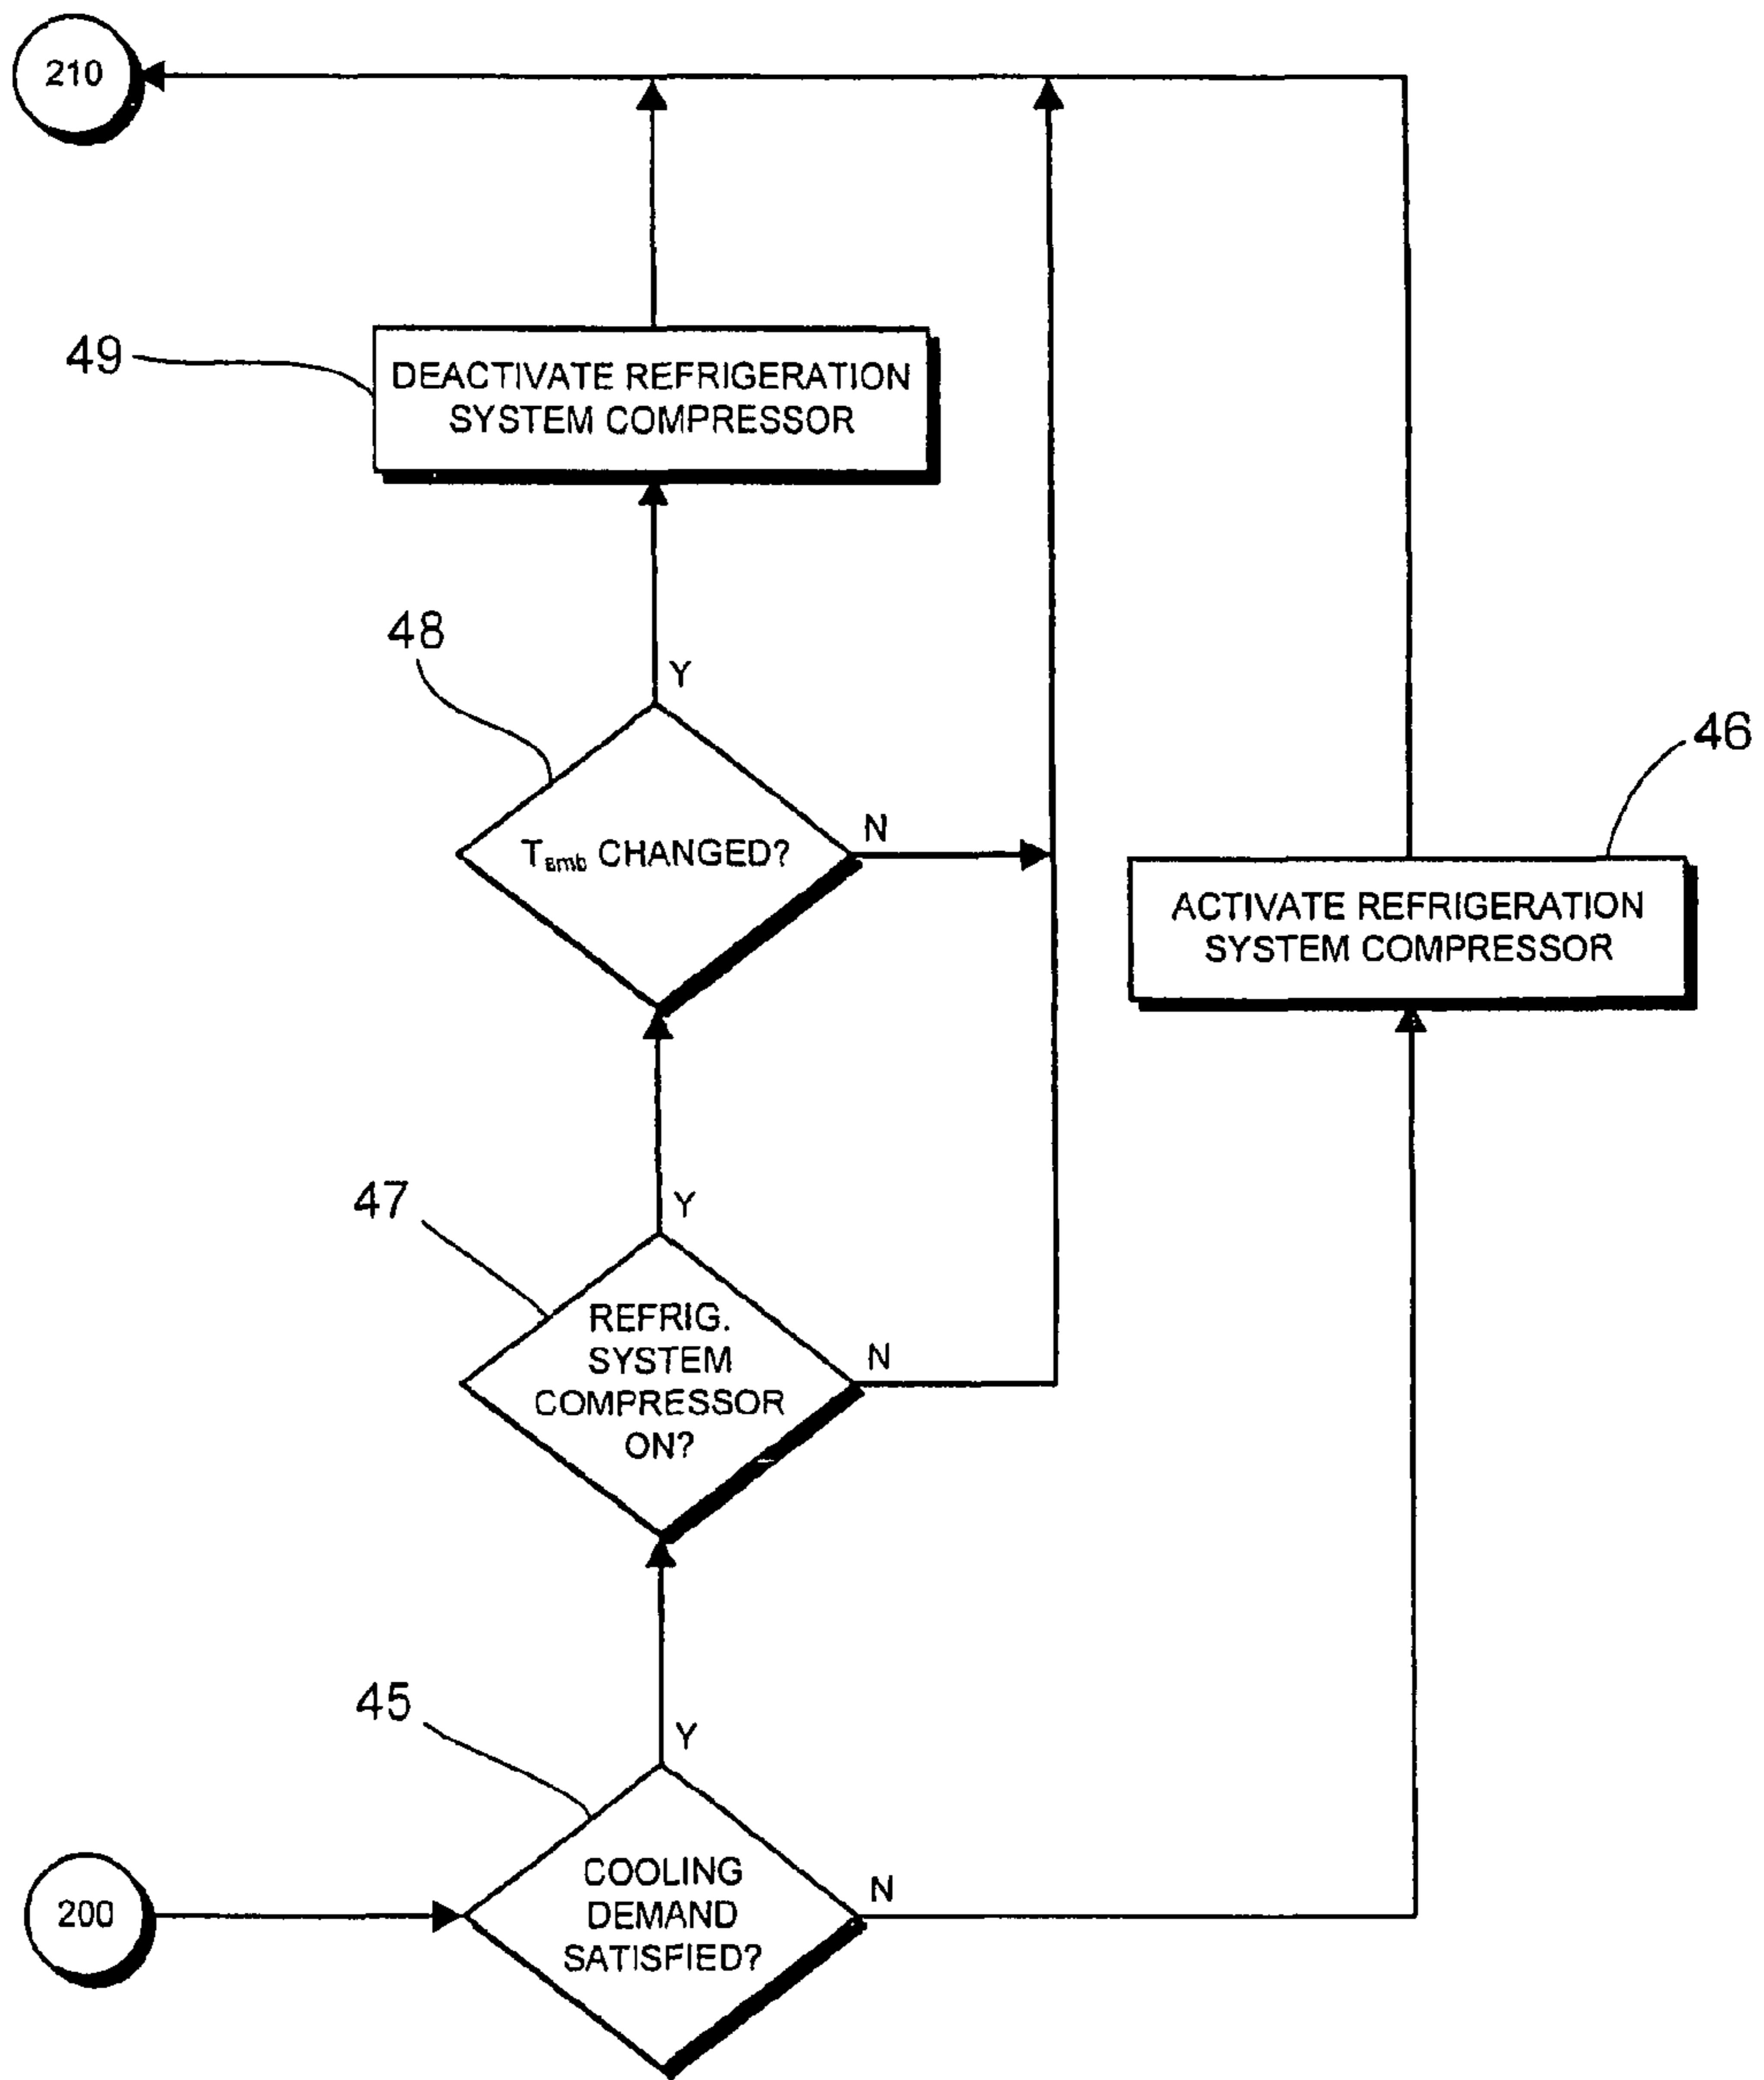 210
49
DEACTIVATE REFRIGERATION
SYSTEM COMPRESSOR
48
Y
46
N
Tamb CHANGED?
ACTIVATE REFRIGERATION
SYSTEM COMPRESSOR
47
Y
REFRIG.
SYSTEM
COMPRESSOR
ON?
N
45
Y
COOLING
DEMAND
SATISFIED?
N
200